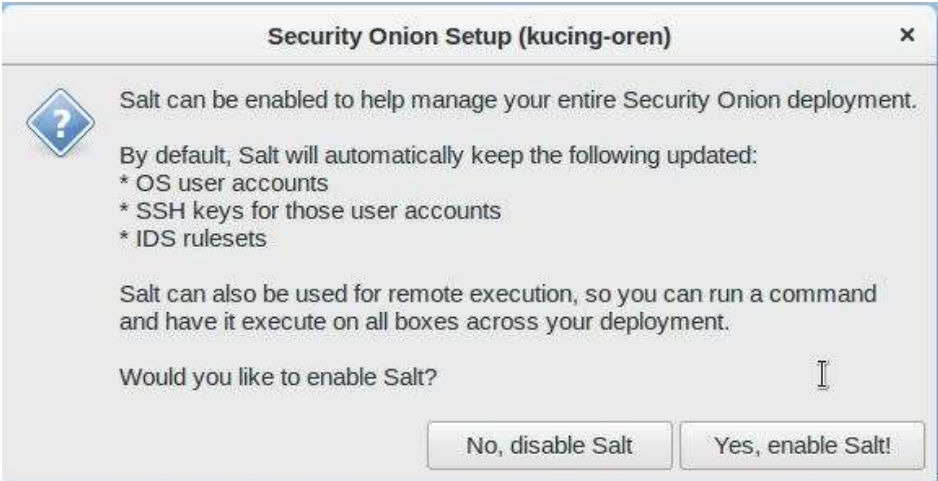 Security Onion Setup (kucing-oren)
Salt can be enabled to help manage your entire Security Onion deployment.
By default, Salt will automatically keep the following updated:
* OS user accounts
* SSH keys for those user accounts
* IDS rulesets
Salt can also be used for remote execution, so you can run a command
and have it execute on all boxes across your deployment.
Would you like to enable Salt?
No, disable Salt
Yes, enable Salt!